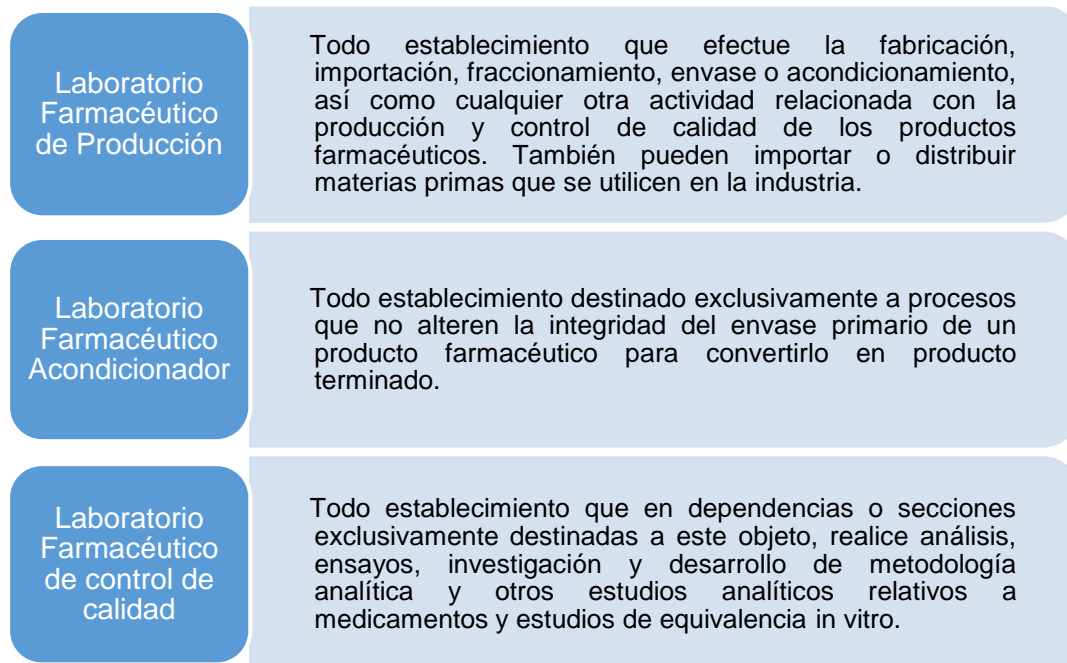 Laboratorio
Farmacéutico
de Producción
Todo establecimiento que efectue la fabricación,
importación, fraccionamiento, envase o acondicionamiento,
así como cualquier otra actividad relacionada con la
producción y control de calidad de los productos
farmacéuticos. También pueden importar o distribuir
materias primas que se utilicen en la industria.
Laboratorio
Farmacéutico
Acondicionador
Todo establecimiento destinado exclusivamente a procesos
que no alteren la integridad del envase primario de un
producto farmacéutico para convertirlo en producto
terminado.
Laboratorio
Farmacéutico
de control de
calidad
Todo establecimiento que en dependencias o secciones
exclusivamente destinadas a este objeto, realice análisis,
ensayos, investigación y desarrollo de metodología
analítica y otros estudios analíticos relativos a
medicamentos y estudios de equivalencia in vitro.